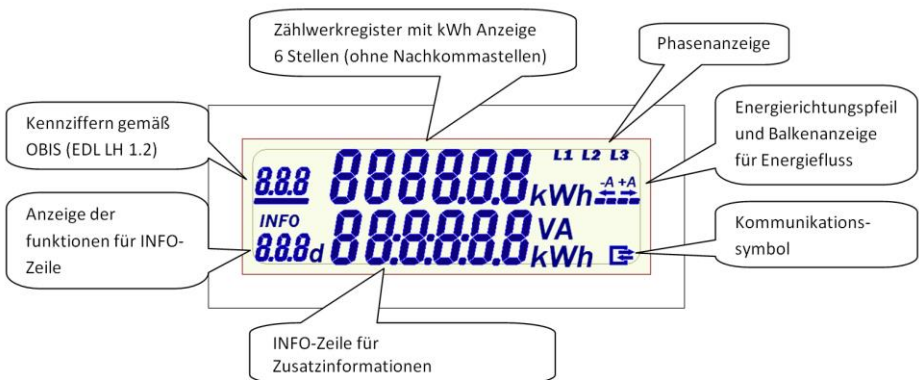 Zählwerkregister mit kWh Anzeige
6 Stellen (ohne Nachkommastellen)
Phasenanzeige
Kennziffern gemäß
OBIS (EDL LH 1.2)
Energierichtungspfeil
und Balkenanzeige
für Energiefluss
L1 L2 L3
8.8.8 888888.8 kWh -A +A
INFO
8.8.8d 88:8:8.8.8 VA
kWh
Anzeige der
funktionen für INFO-
Zeile
Kommunikations-
symbol
INFO-Zeile für
Zusatzinformationen